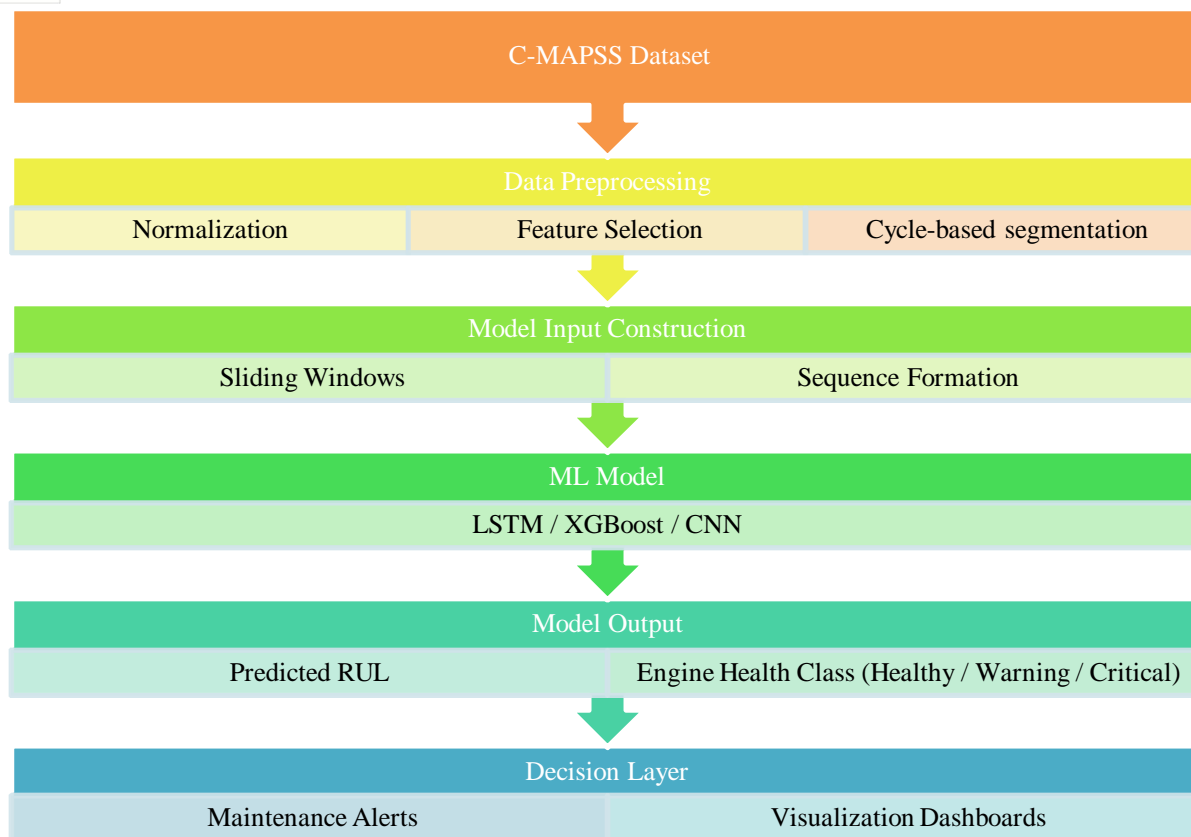 C-MAPSS Dataset
Data Preprocessing
Normalization
Feature Selection
Cycle-based segmentation
Model Input Construction
Sliding Windows
Sequence Formation
ML Model
LSTM / XGBoost / CNN
Model Output
Predicted RUL
Engine Health Class (Healthy / Warning / Critical)
Decision Layer
Maintenance Alerts
Visualization Dashboards